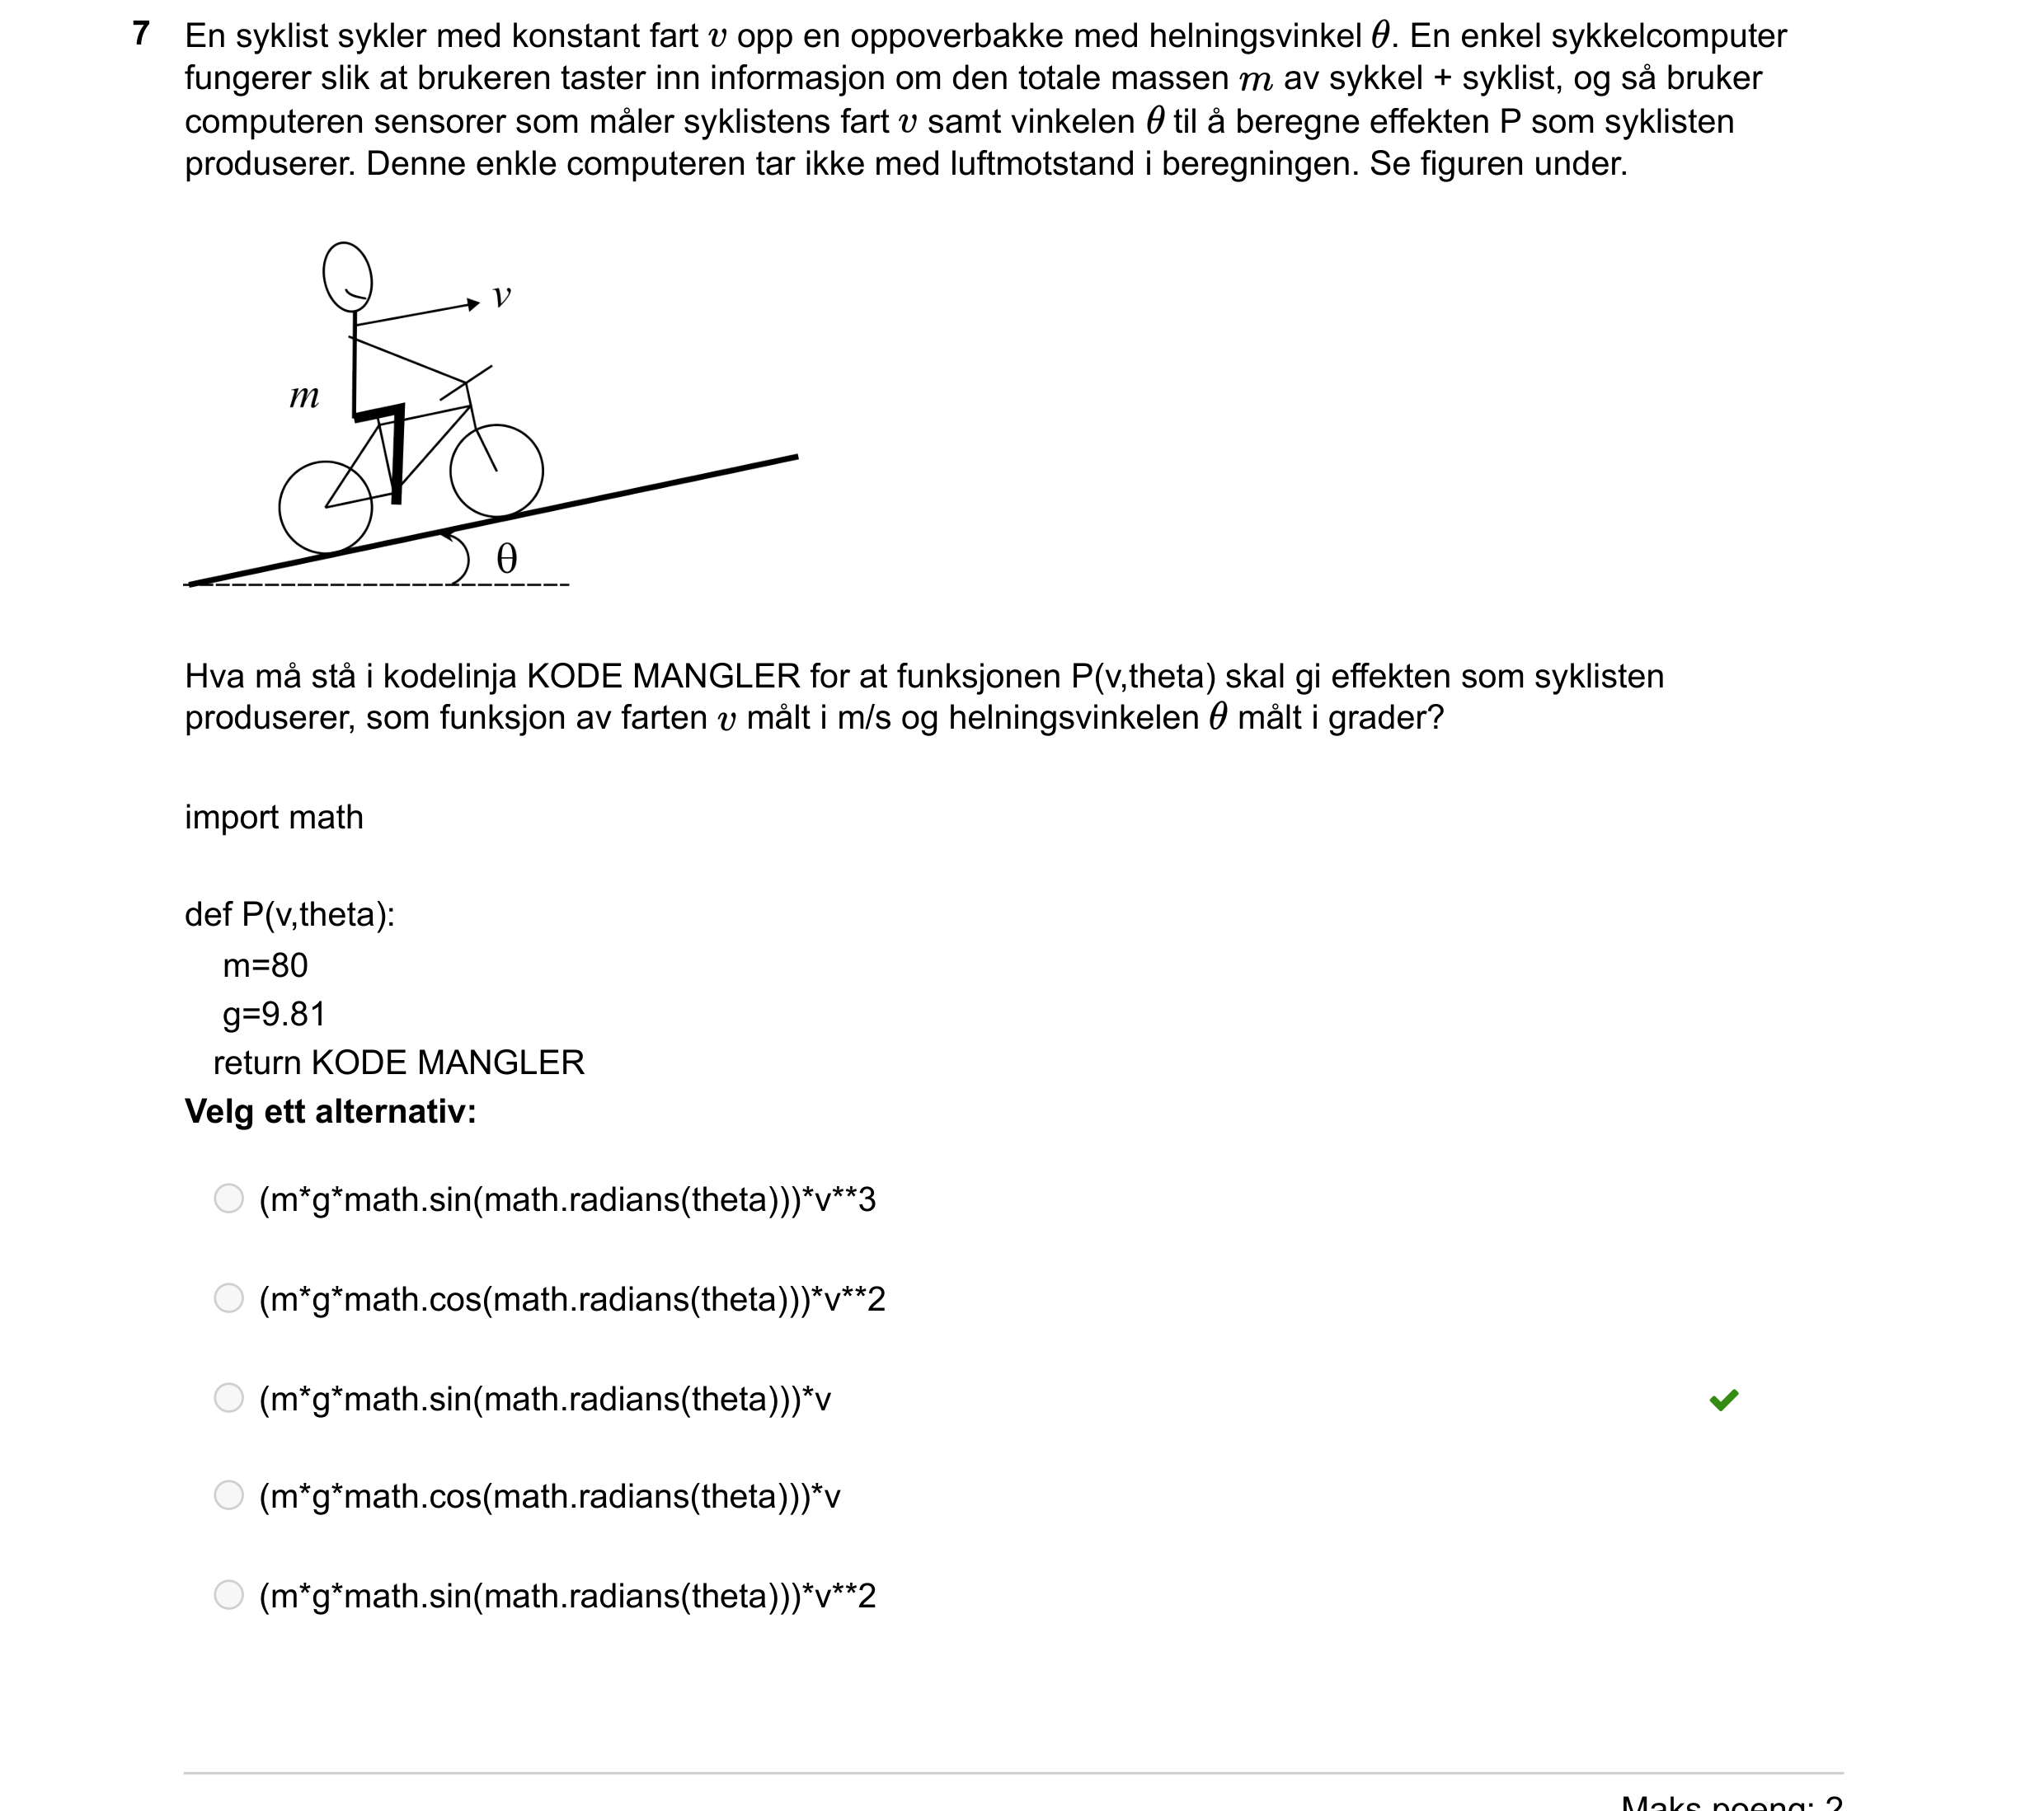 7 En syklist sykler med konstant fart v opp en oppoverbakke med helningsvinkel θ. En enkel sykkelcomputer
fungerer slik at brukeren taster inn informasjon om den totale massen m av sykkel + syklist, og så bruker
computeren sensorer som måler syklistens fart v samt vinkelen θ til å beregne effekten P som syklisten
produserer. Denne enkle computeren tar ikke med luftmotstand i beregningen. Se figuren under.
v
m
θ
Hva må stå i kodelinja KODE MANGLER for at funksjonen P(v,theta) skal gi effekten som syklisten
produserer, som funksjon av farten v målt i m/s og helningsvinkelen θ målt i grader?
import math
def P(v,theta):
m=80
g=9.81
return KODE MANGLER
Velg ett alternativ:
(m*g*math.sin(math.radians(theta)))*v**3
(m*g*math.cos(math.radians(theta)))*v**2
(m*g*math.sin(math.radians(theta)))*v
(m*g*math.cos(math.radians(theta)))*v
(m*g*math.sin(math.radians(theta)))*v**2
Maks poeng: 2